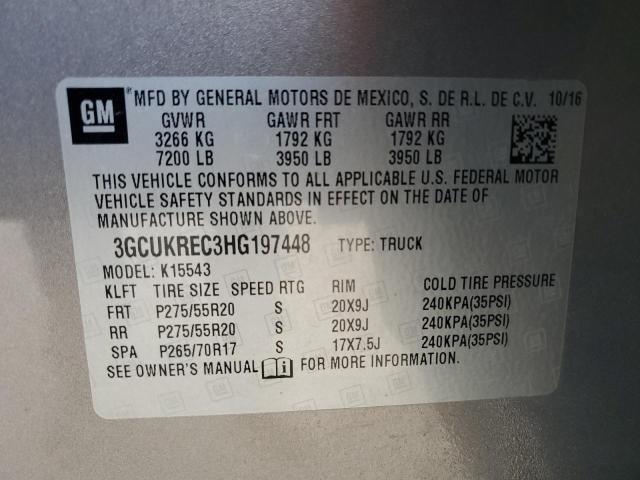 GM MFD BY GENERAL MOTORS DE MEXICO, S. DE R.L. DE C.V. 10/16
GVWR GAWR FRT GAWR RR
3266 KG 1792 KG 1792 KG
7200 LB 3950 LB 3950 LB
THIS VEHICLE CONFORMS TO ALL APPLICABLE U.S. FEDERAL MOTOR
VEHICLE SAFETY STANDARDS IN EFFECT ON THE DATE OF
MANUFACTURE SHOWN ABOVE.
3GCUKREC3HG197448 TYPE: TRUCK
MODEL: K15543
KLFT TIRE SIZE SPEED RTG RIM COLD TIRE PRESSURE
FRT P275/55R20 S 20X9J 240KPA(35PSI)
RR P275/55R20 S 20X9J 240KPA(35PSI)
SPA P265/70R17 S 17X7.5J 240KPA(35PSI)
SEE OWNER'S MANUAL FOR MORE INFORMATION.